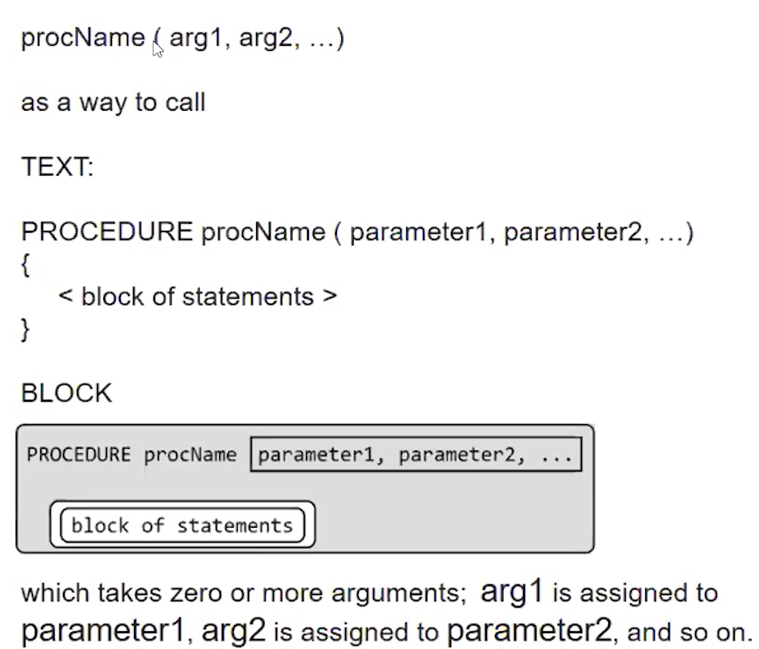 procName ( arg1, arg2, ...)
as a way to call
TEXT:
PROCEDURE procName ( parameter1, parameter2, ...)
{
< block of statements >
}
BLOCK
PROCEDURE procName parameter1, parameter2, ...
block of statements
which takes zero or more arguments; arg1 is assigned to
parameter1, arg2 is assigned to parameter2, and so on.